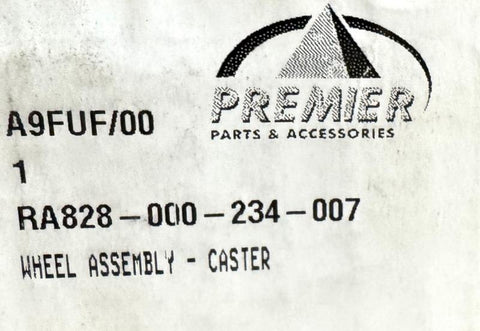 PREMIER
PARTS & ACCESSORIES
A9FUF/00
1
RA828-000-234-007
WHEEL ASSEMBLY - CASTER